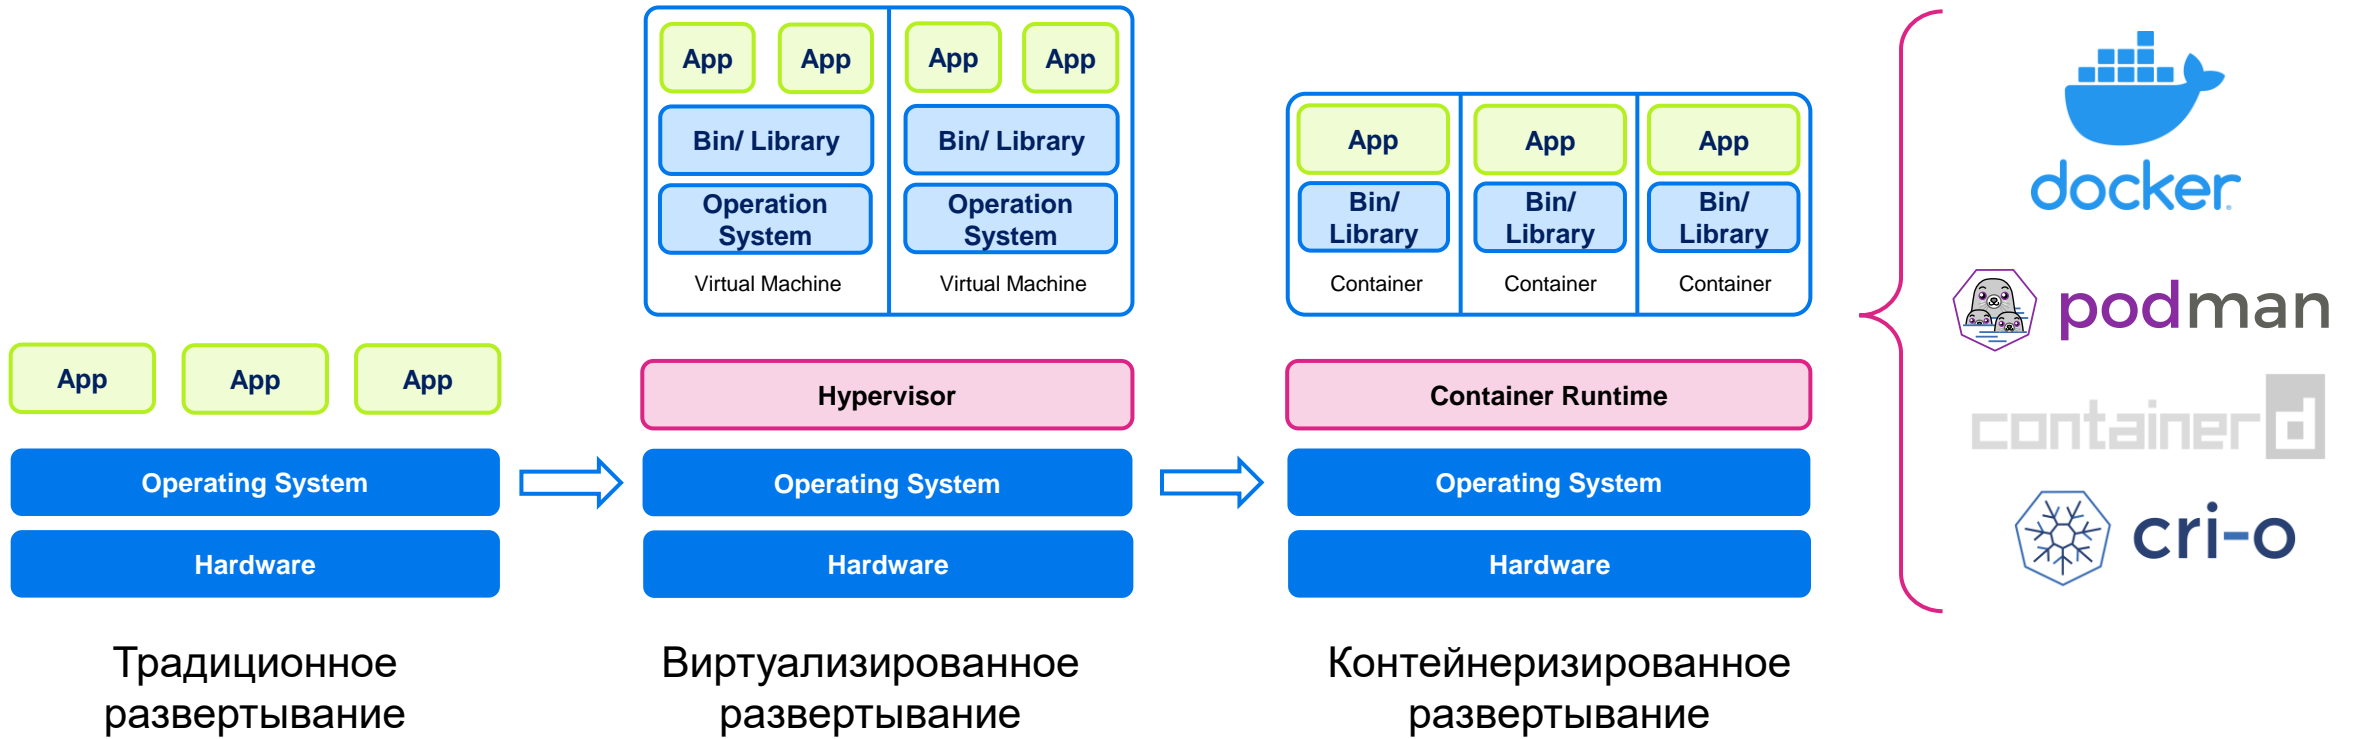 App
App
App
Operating System
Hardware
Традиционное
развертывание
App
App
App
App
Bin/ Library
Bin/ Library
Operation
System
Operation
System
Virtual Machine
Virtual Machine
Hypervisor
Operating System
Hardware
Виртуализированное
развертывание
App
App
App
Bin/
Library
Bin/
Library
Bin/
Library
Container
Container
Container
Container Runtime
Operating System
Hardware
Контейнеризированное
развертывание
docker
podman
containerd
cri-o